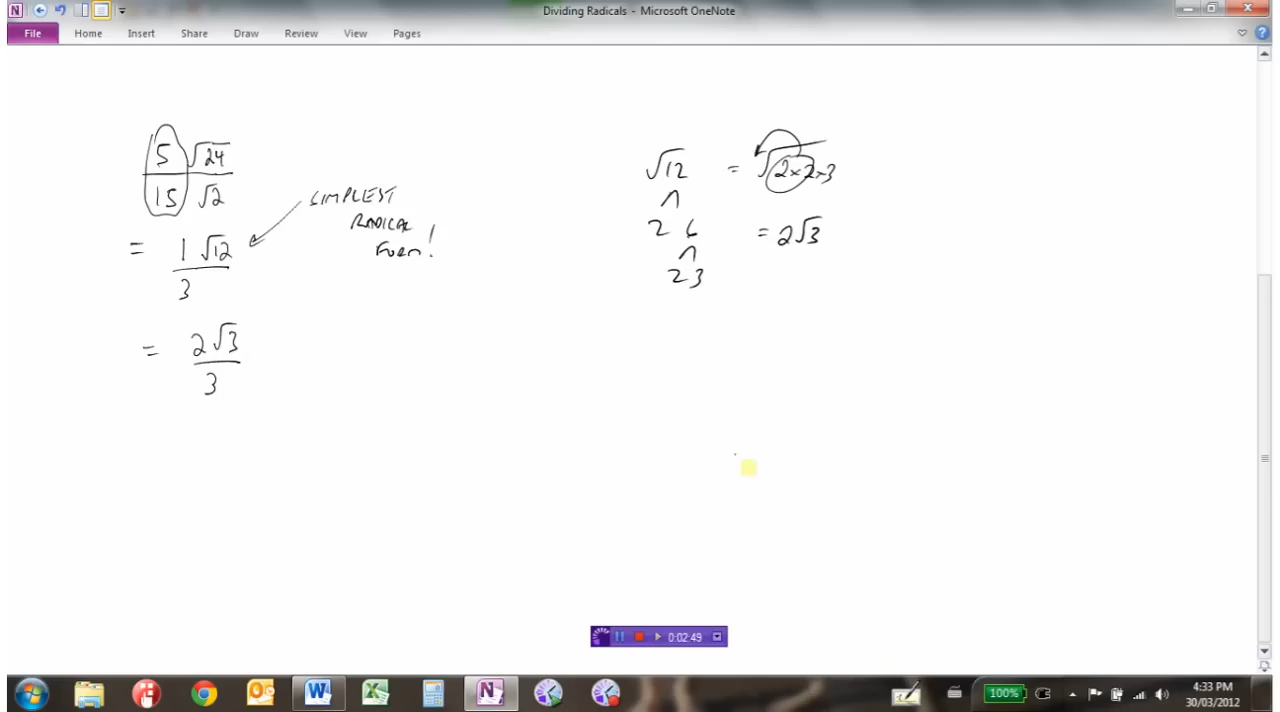 Dividing Radicals - Microsoft OneNote
File Home Insert Share Draw Review View Pages
5 √24
15 √2
= 1 √12
3
= 2√3
3
SIMPLEST
RADICAL
FORM!
√12 = √2×2×3
2 6 = 2√3
2 3
0:02:49
100%
4:33 PM
30/03/2012